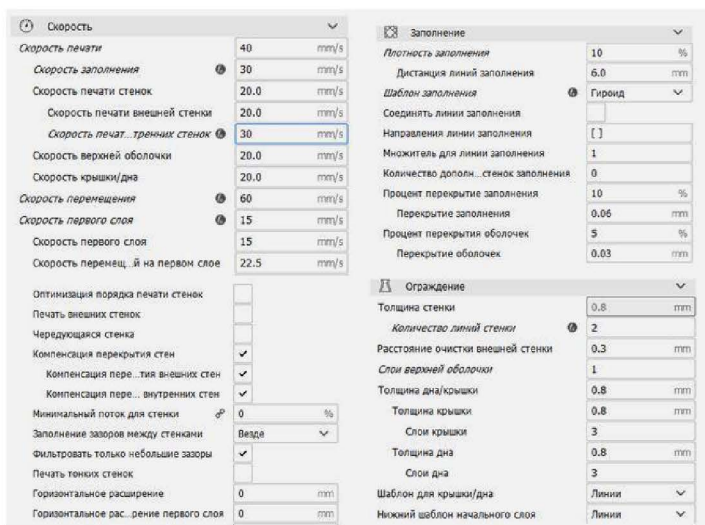 Скорость
Скорость печати 40 mm/s
Скорость заполнения 30 mm/s
Скорость печати стенок 20.0 mm/s
Скорость печати внешней стенки 20.0 mm/s
Скорость печат...тренних стенок 30 mm/s
Скорость верхней оболочки 20.0 mm/s
Скорость крышки/дна 20.0 mm/s
Скорость перемещения 60 mm/s
Скорость первого слоя 15 mm/s
Скорость первого слоя 15 mm/s
Скорость перемещ...й на первом слое 22.5 mm/s
Оптимизация порядка печати стенок
Печать внешних стенок
Чередующаяся стенка
Компенсация перекрытия стен
Компенсация пере...тия внешних стен
Компенсация пере... внутренних стен
Минимальный поток для стенки 0 %
Заполнение зазоров между стенками Везде
Фильтровать только небольшие зазоры
Печать тонких стенок
Горизонтальное расширение 0 mm
Горизонтальное рас...рение первого слоя 0 mm
Заполнение
Плотность заполнения 10 %
Дистанция линий заполнения 6.0 mm
Шаблон заполнения Гироид
Соединять линии заполнения
Направления линии заполнения [ ]
Множитель для линии заполнения 1
Количество дополн...стенок заполнения 0
Процент перекрытие заполнения 10 %
Перекрытие заполнения 0.06 mm
Процент перекрытия оболочек 5 %
Перекрытие оболочек 0.03 mm
Ограждение
Толщина стенки 0.8 mm
Количество линий стенки 2
Расстояние очистки внешней стенки 0.3 mm
Слои верхней оболочки 1
Толщина дна/крышки 0.8 mm
Толщина крышки 0.8 mm
Слои крышки 3
Толщина дна 0.8 mm
Слои дна 3
Шаблон для крышки/дна Линии
Нижний шаблон начального слоя Линии